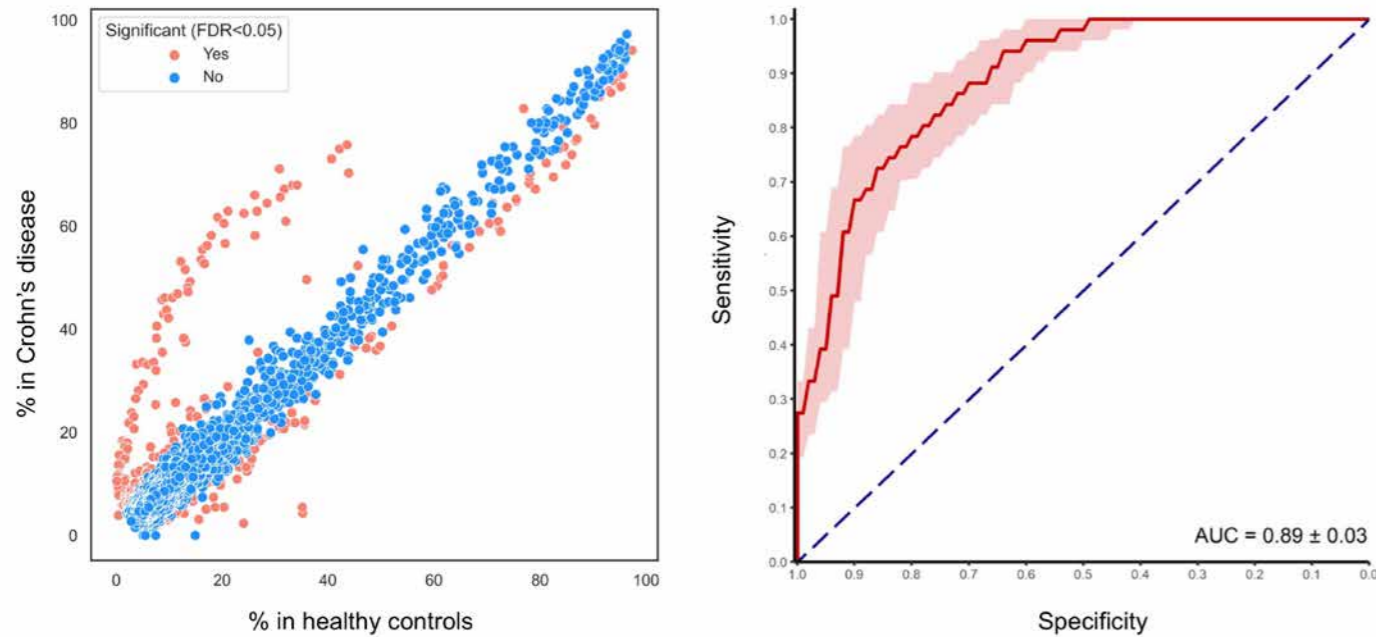 Significant (FDR<0.05)
Yes
No
100
80
60
40
20
0
% in Crohn's disease
0 20 40 60 80 100
% in healthy controls
1.0
0.9
0.8
0.7
0.6
0.5
0.4
0.3
0.2
0.1
0.0
Sensitivity
AUC = 0.89 ± 0.03
1.0 0.9 0.8 0.7 0.6 0.5 0.4 0.3 0.2 0.1 0.0
Specificity